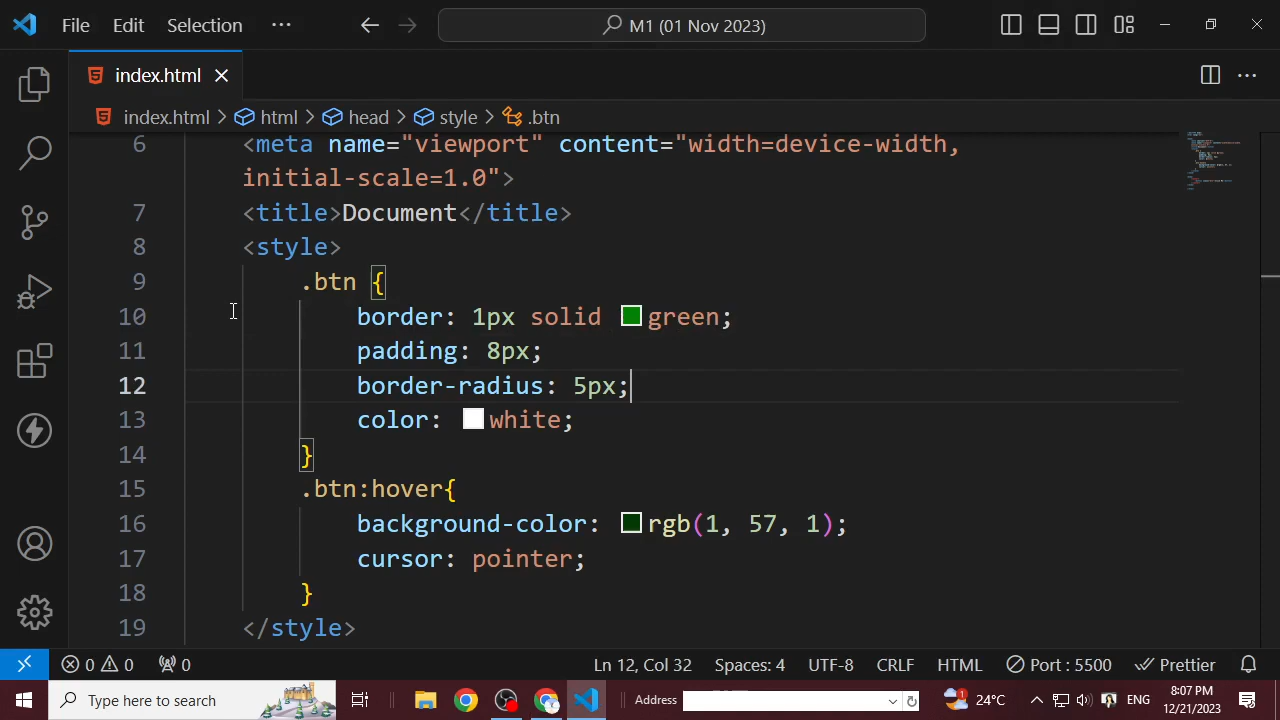 File Edit Selection ··· M1 (01 Nov 2023)
index.html
index.html > html > head > style > .btn
6 <meta name="viewport" content="width=device-width,
initial-scale=1.0">
7 <title>Document</title>
8 <style>
9 .btn {
10 border: 1px solid green;
11 padding: 8px;
12 border-radius: 5px;
13 color: white;
14 }
15 .btn:hover{
16 background-color: rgb(1, 57, 1);
17 cursor: pointer;
18 }
19 </style>
0 0 0 Ln 12, Col 32 Spaces: 4 UTF-8 CRLF HTML Port : 5500 Prettier
Type here to search Address 1 24°C ENG 8:07 PM
12/21/2023